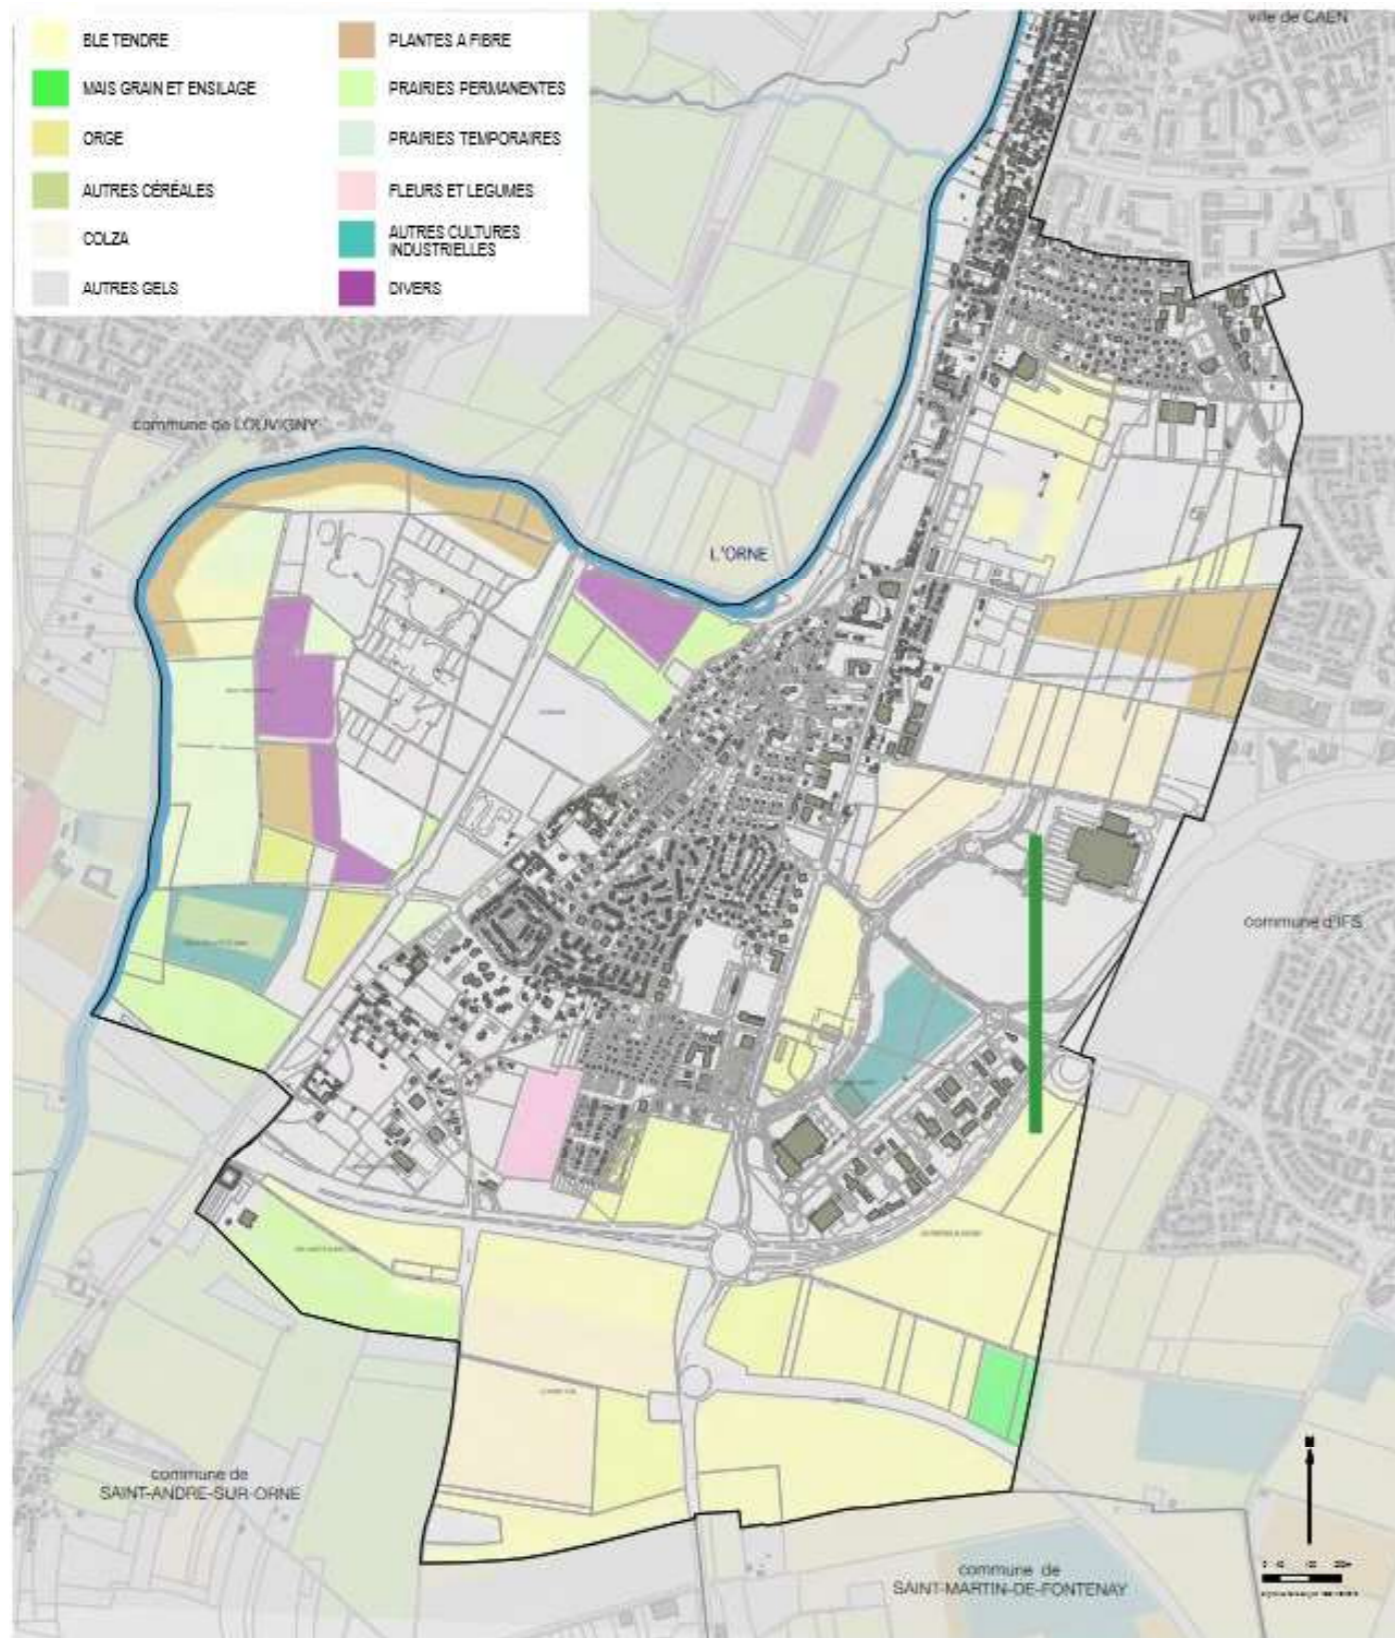 BLE TENDRE
MAIS GRAIN ET ENSILAGE
ORGE
AUTRES CÉRÉALES
COLZA
AUTRES GELS
PLANTES A FIBRE
PRAIRIES PERMANENTES
PRAIRIES TEMPORAIRES
FLEURS ET LEGUMES
AUTRES CULTURES
INDUSTRIELLES
DIVERS
ville de CAEN
commune de LOUVIGNY
L'ORNE
commune d'IFS
commune de
SAINT-ANDRE-SUR-ORNE
commune de
SAINT-MARTIN-DE-FONTENAY